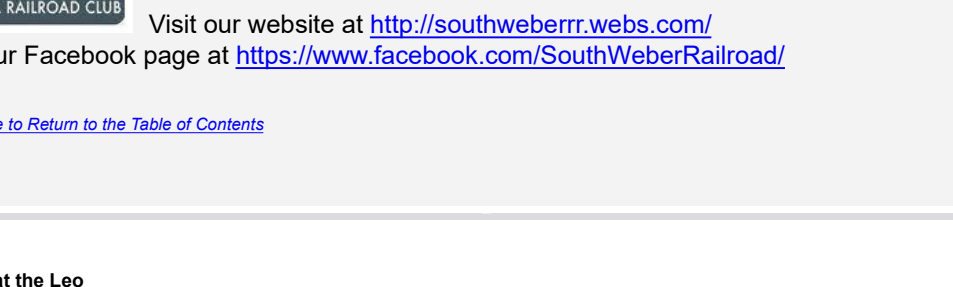 RAILROAD CLUB
Visit our website at http://southweberrr.webs.com/
ur Facebook page at https://www.facebook.com/SouthWeberRailroad/
e to Return to the Table of Contents
at the Leo